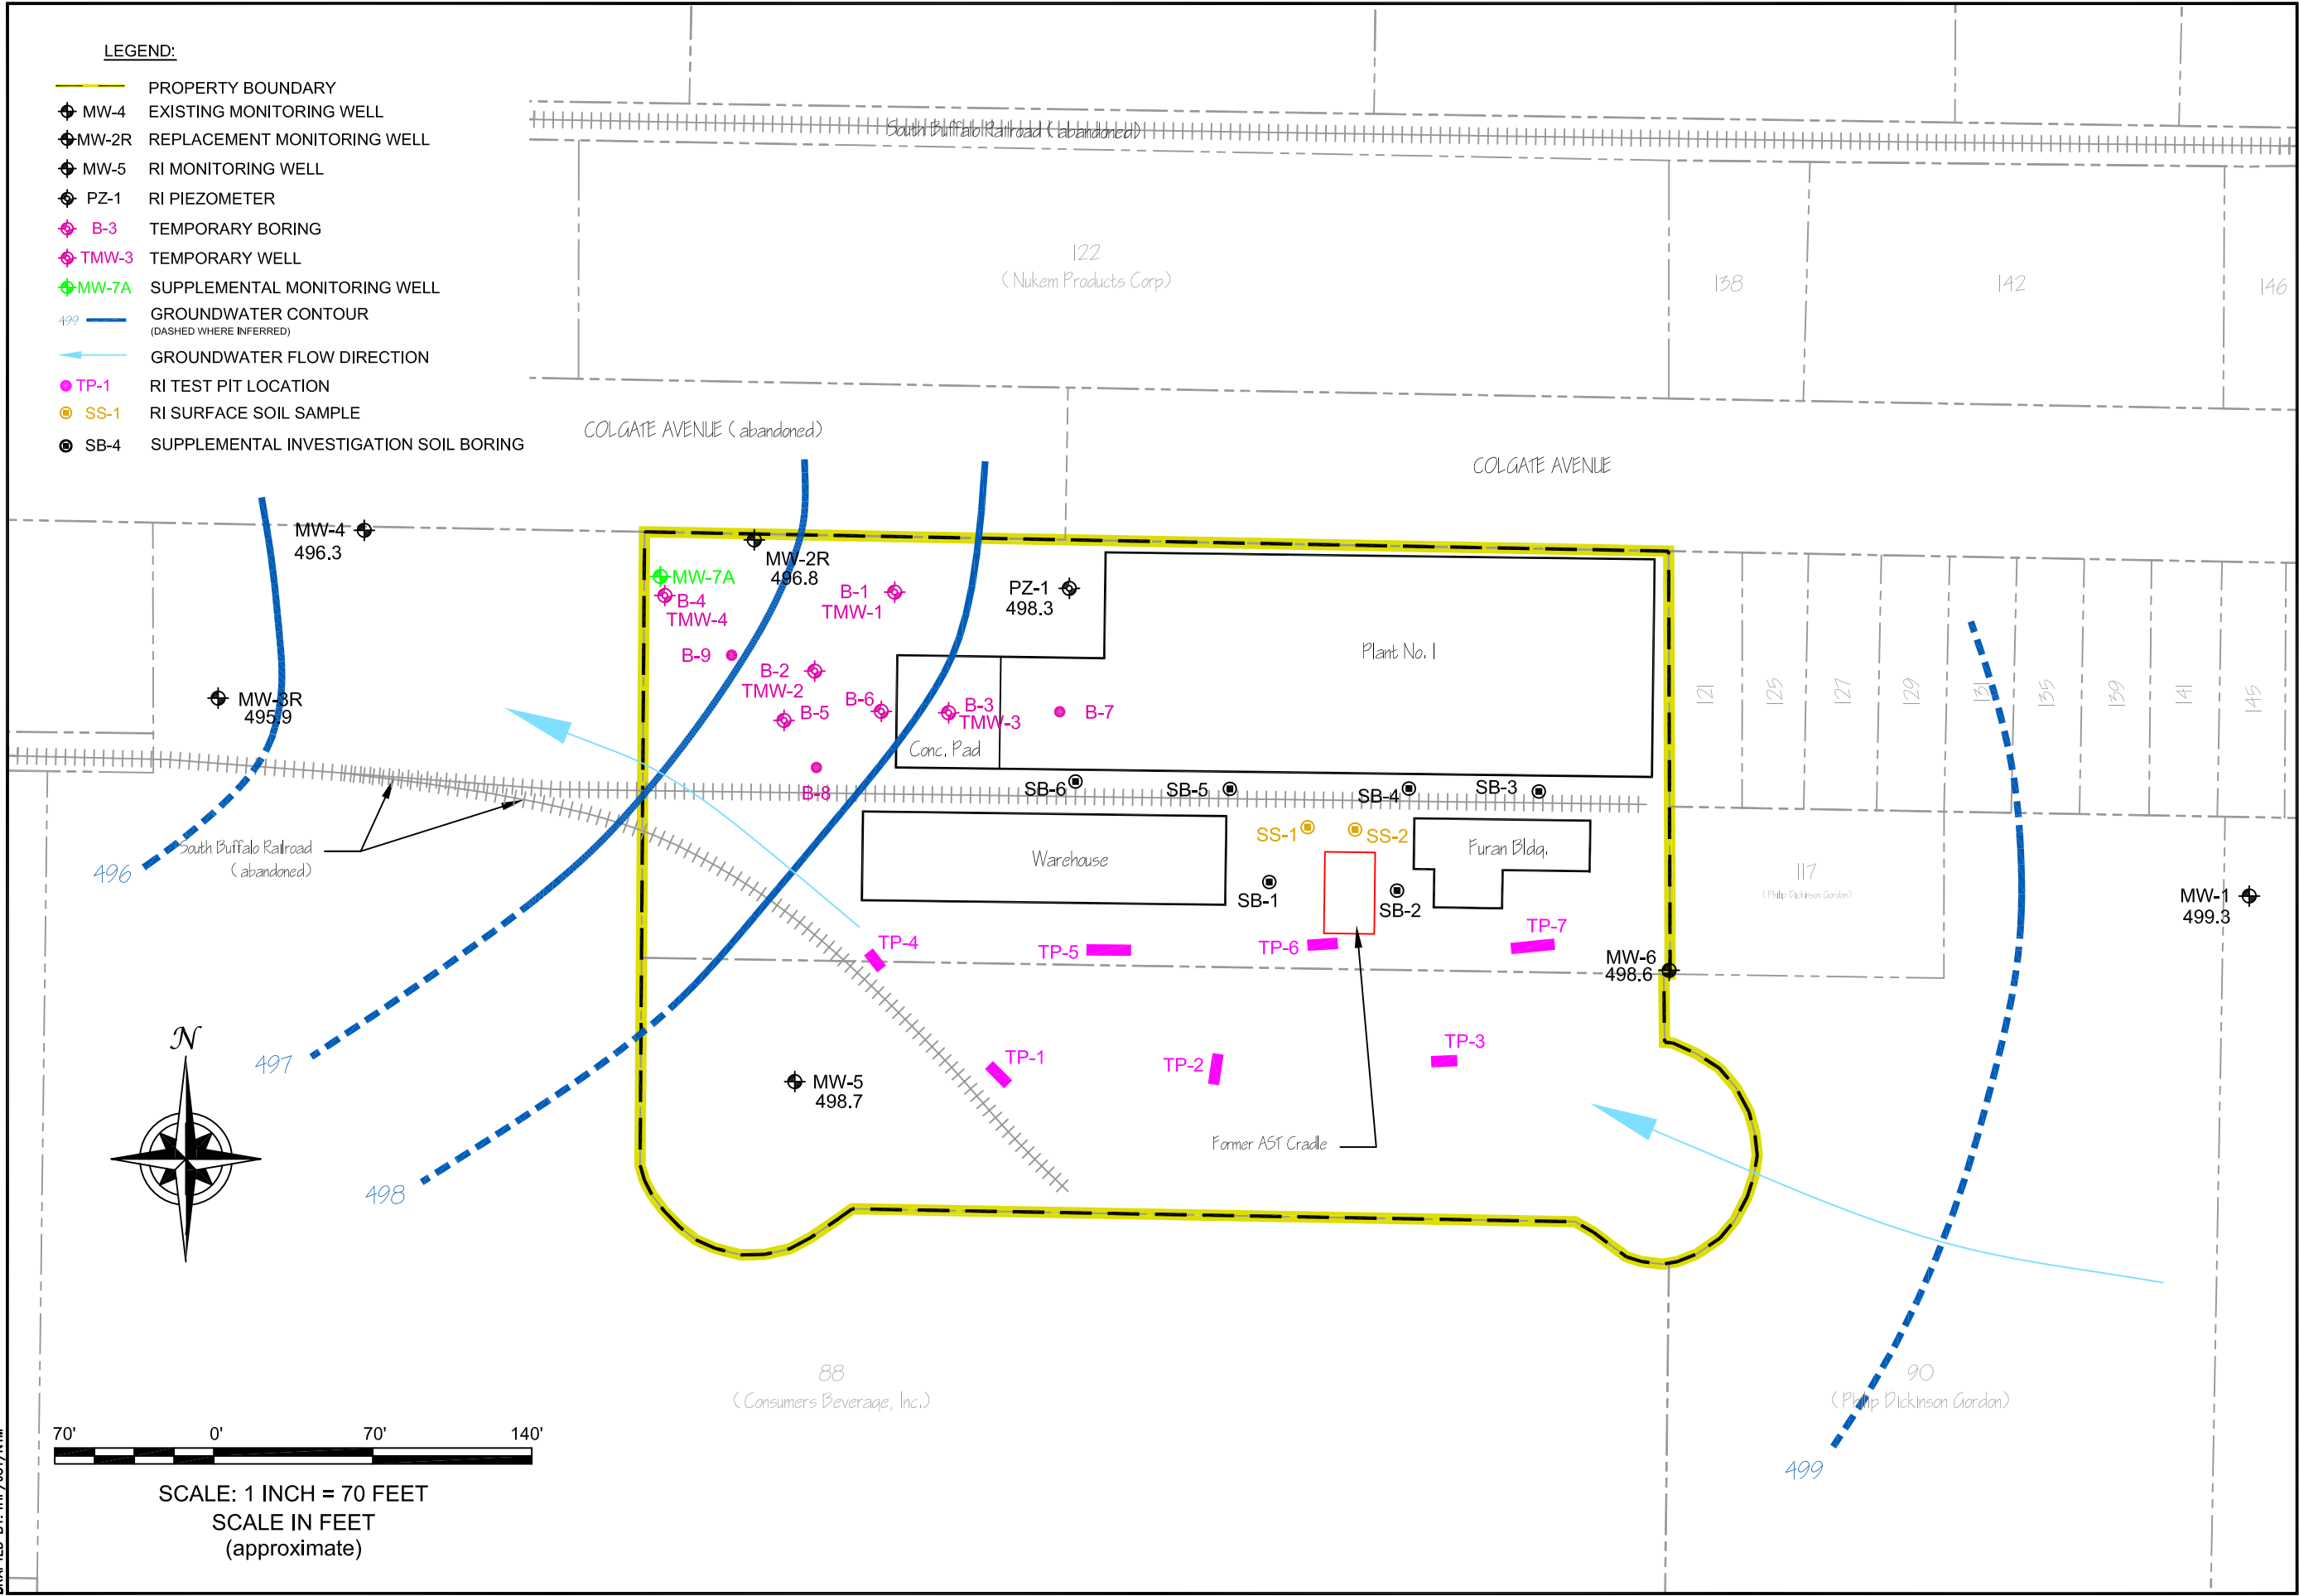 LEGEND:
PROPERTY BOUNDARY
MW-4 EXISTING MONITORING WELL
MW-2R REPLACEMENT MONITORING WELL
MW-5 RI MONITORING WELL
PZ-1 RI PIEZOMETER
B-3 TEMPORARY BORING
TMW-3 TEMPORARY WELL
MW-7A SUPPLEMENTAL MONITORING WELL
499 GROUNDWATER CONTOUR
(DASHED WHERE INFERRED)
GROUNDWATER FLOW DIRECTION
TP-1 RI TEST PIT LOCATION
SS-1 RI SURFACE SOIL SAMPLE
SB-4 SUPPLEMENTAL INVESTIGATION SOIL BORING
South Buffalo Railroad (abandoned)
122
(Nukem Products Corp)
138
142
146
COLGATE AVENUE (abandoned)
COLGATE AVENUE
MW-4
496.3
MW-2R
496.8
MW-7A
B-4
TMW-4
B-1
TMW-1
PZ-1
498.3
Plant No. 1
B-9
B-2
TMW-2
B-6
B-5
B-3
TMW-3
B-7
Conc. Pad
B-8
MW-3R
495.9
121
125
127
129
131
135
139
141
145
SB-6
SB-5
SB-4
SB-3
SS-1
SS-2
Warehouse
Furan Bldg.
SB-1
SB-2
South Buffalo Railroad
(abandoned)
496
117
(Philip Dickinson Gordon)
MW-1
499.3
TP-4
TP-5
TP-6
TP-7
MW-6
498.6
497
N
TP-1
TP-2
TP-3
MW-5
498.7
Former AST Cradle
498
88
(Consumers Beverage, Inc.)
90
(Philip Dickinson Gordon)
499
70' 0' 70' 140'
SCALE: 1 INCH = 70 FEET
SCALE IN FEET
(approximate)